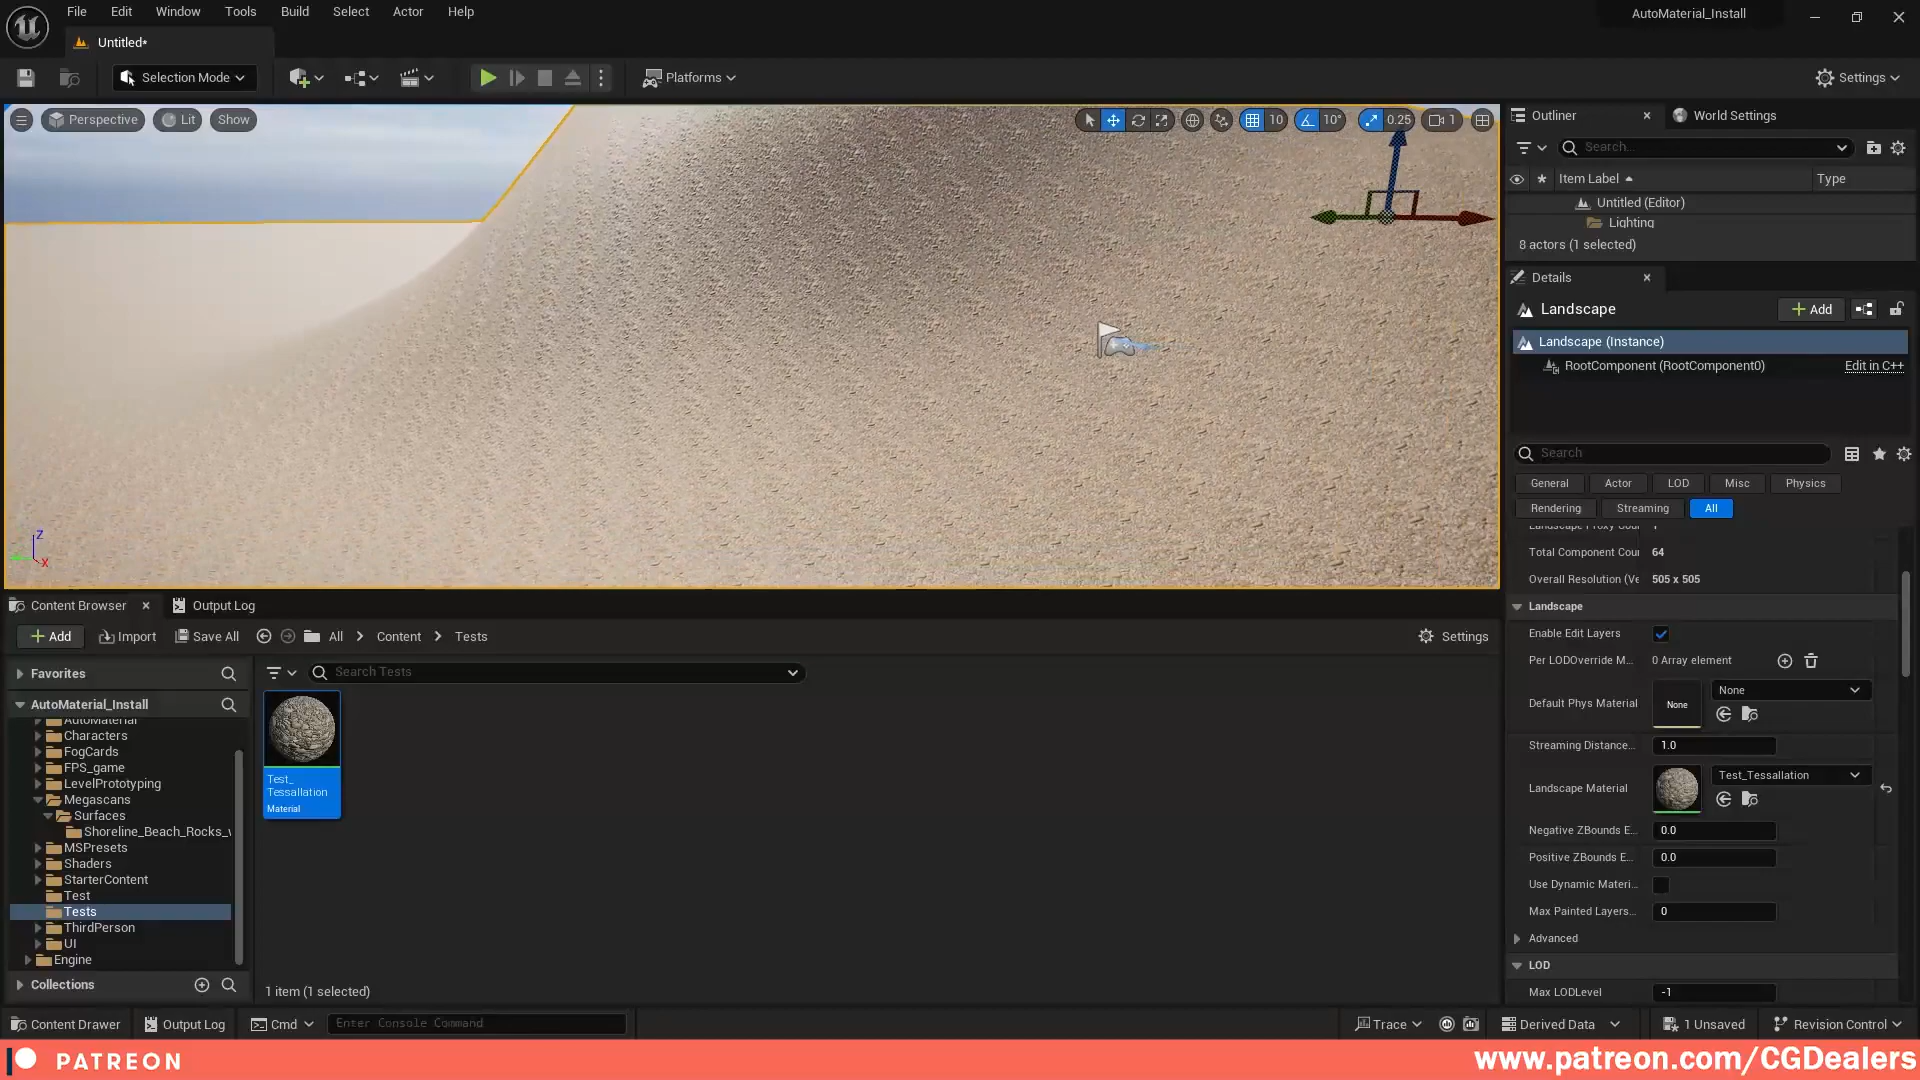 File Edit Window Tools Build Select Actor Help
AutoMaterial_Install
Untitled*
Selection Mode
Platforms
Settings
Perspective Lit Show
10 10° 0.25 1
Outliner
World Settings
Search...
Item Label Type
Untitled (Editor)
Lighting
8 actors (1 selected)
Details
Landscape
Add
Landscape (Instance)
RootComponent (RootComponent0) Edit in C++
Search
General Actor LOD Misc Physics
Rendering Streaming All
Landscape Proxy Cour
Total Component Cour 64
Overall Resolution (Ve 505 x 505
Landscape
Enable Edit Layers
Per LODOverride M... 0 Array element
Default Phys Material None None
Streaming Distance... 1.0
Landscape Material Test_Tessallation
Negative ZBounds E... 0.0
Positive ZBounds E... 0.0
Use Dynamic Materi...
Max Painted Layers... 0
Advanced
LOD
Max LODLevel -1
Z
X
Content Browser Output Log
Add Import Save All All Content Tests Settings
Favorites
Search Tests
AutoMaterial_Install
AutoMaterial
Characters
FogCards
FPS_game
LevelPrototyping
Megascans
Surfaces
Shoreline_Beach_Rocks_v
MSPresets
Shaders
StarterContent
Test
Tests
ThirdPerson
UI
Engine
Collections
Test_
Tessallation
Material
1 item (1 selected)
Content Drawer Output Log Cmd Enter Console Command Trace Derived Data 1 Unsaved Revision Control
PATREON
www.patreon.com/CGDealers